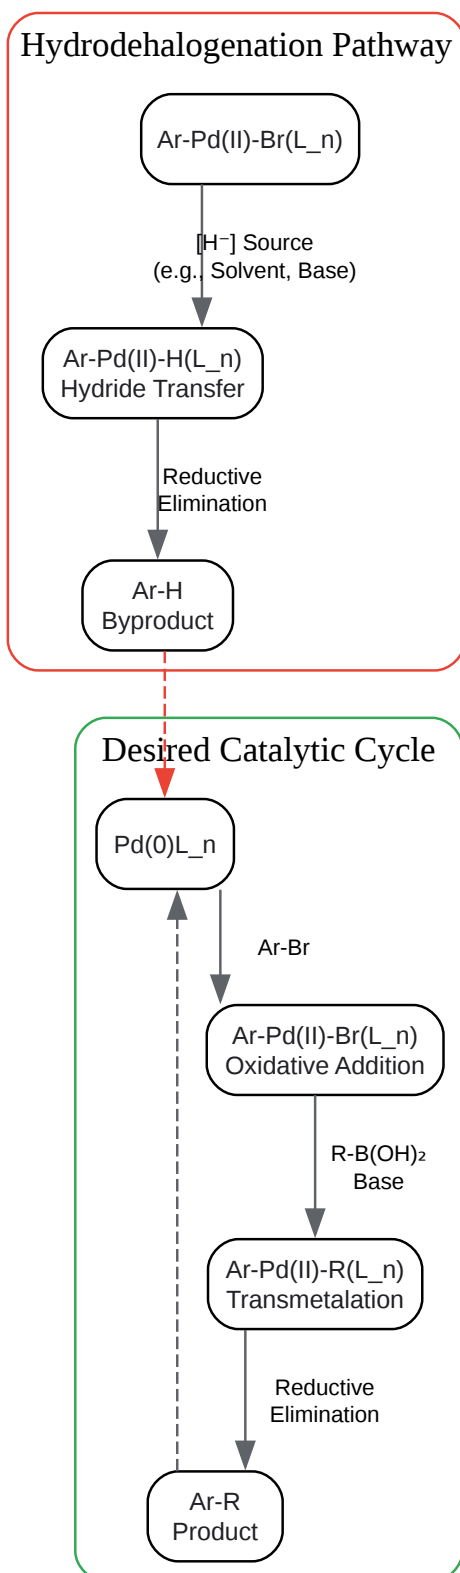 Hydrodehalogenation Pathway
Ar-Pd(II)-Br(L_n)
[H⁻] Source
(e.g., Solvent, Base)
Ar-Pd(II)-H(L_n)
Hydride Transfer
Reductive
Elimination
Ar-H
Byproduct
Desired Catalytic Cycle
Pd(0)L_n
Ar-Br
Ar-Pd(II)-Br(L_n)
Oxidative Addition
R-B(OH)₂
Base
Ar-Pd(II)-R(L_n)
Transmetalation
Reductive
Elimination
Ar-R
Product